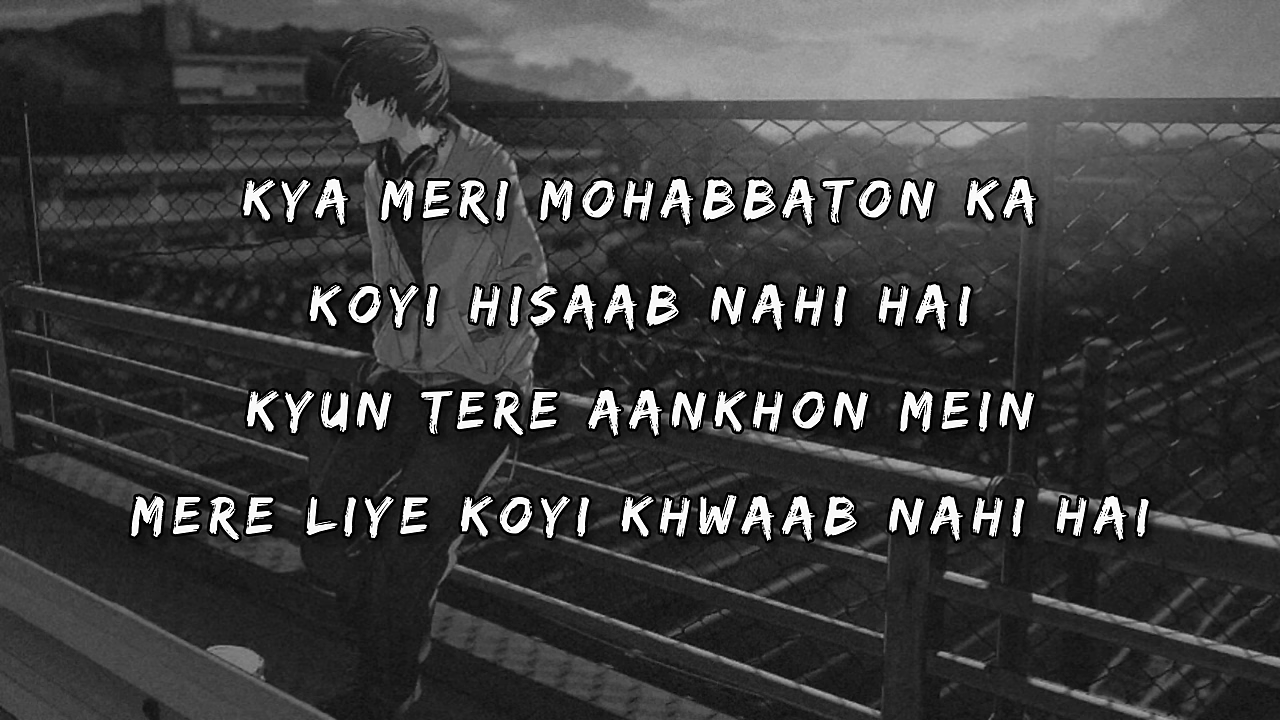 KYA MERI MOHABBATON KA
KOYI HISAAB NAHI HAI
KYUN TERE AANKHON MEIN
MERE LIYE KOYI KHWAAB NAHI HAI